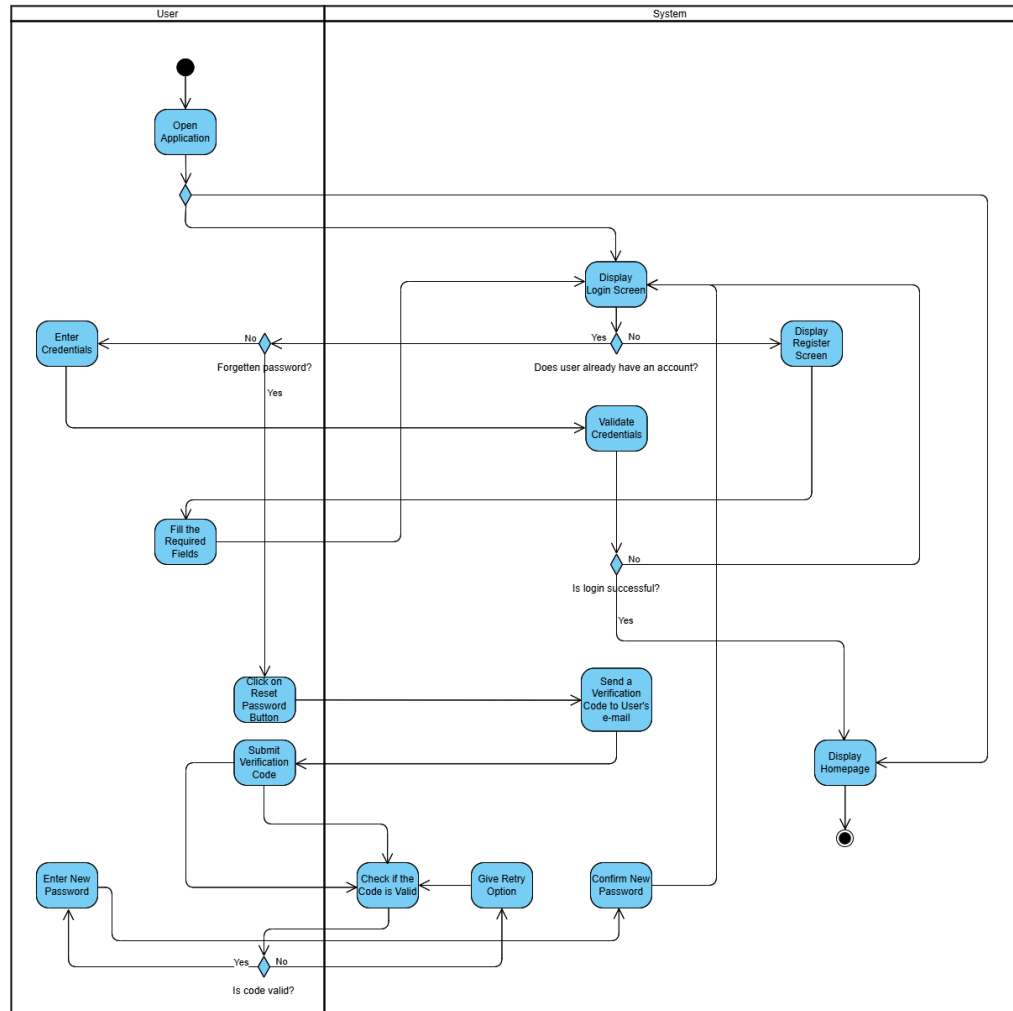 User
System
Open
Application
Display
Login Screen
Enter
Credentials
No
Forgetten password?
Yes
Yes
No
Does user already have an account?
Display
Register
Screen
Validate
Credentials
Fill the
Required
Fields
No
Is login successful?
Yes
Click on
Reset
Password
Button
Send a
Verification
Code to User's
e-mail
Submit
Verification
Code
Display
Homepage
Enter New
Password
Check if the
Code is Valid
Give Retry
Option
Confirm New
Password
Yes
No
Is code valid?